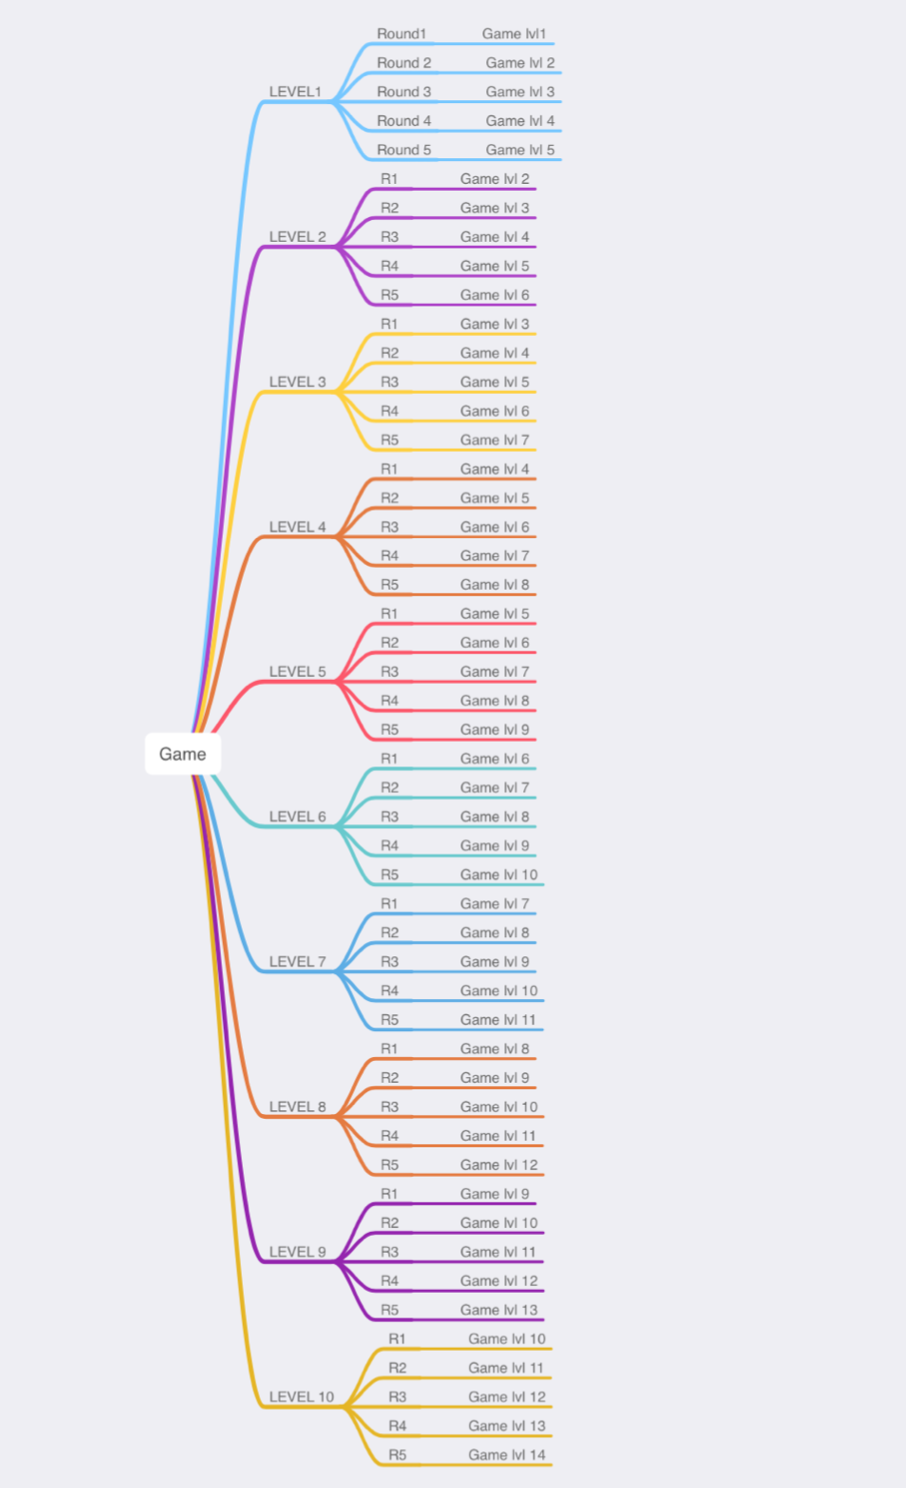 Round1 Game lvl1
Round 2 Game lvl 2
LEVEL1 Round 3 Game lvl 3
Round 4 Game lvl 4
Round 5 Game lvl 5
R1 Game lvl 2
R2 Game lvl 3
LEVEL 2 R3 Game lvl 4
R4 Game lvl 5
R5 Game lvl 6
R1 Game lvl 3
R2 Game lvl 4
LEVEL 3 R3 Game lvl 5
R4 Game lvl 6
R5 Game lvl 7
R1 Game lvl 4
R2 Game lvl 5
LEVEL 4 R3 Game lvl 6
R4 Game lvl 7
R5 Game lvl 8
R1 Game lvl 5
R2 Game lvl 6
LEVEL 5 R3 Game lvl 7
R4 Game lvl 8
R5 Game lvl 9
Game
R1 Game lvl 6
R2 Game lvl 7
LEVEL 6 R3 Game lvl 8
R4 Game lvl 9
R5 Game lvl 10
R1 Game lvl 7
R2 Game lvl 8
LEVEL 7 R3 Game lvl 9
R4 Game lvl 10
R5 Game lvl 11
R1 Game lvl 8
R2 Game lvl 9
LEVEL 8 R3 Game lvl 10
R4 Game lvl 11
R5 Game lvl 12
R1 Game lvl 9
R2 Game lvl 10
LEVEL 9 R3 Game lvl 11
R4 Game lvl 12
R5 Game lvl 13
R1 Game lvl 10
R2 Game lvl 11
LEVEL 10 R3 Game lvl 12
R4 Game lvl 13
R5 Game lvl 14